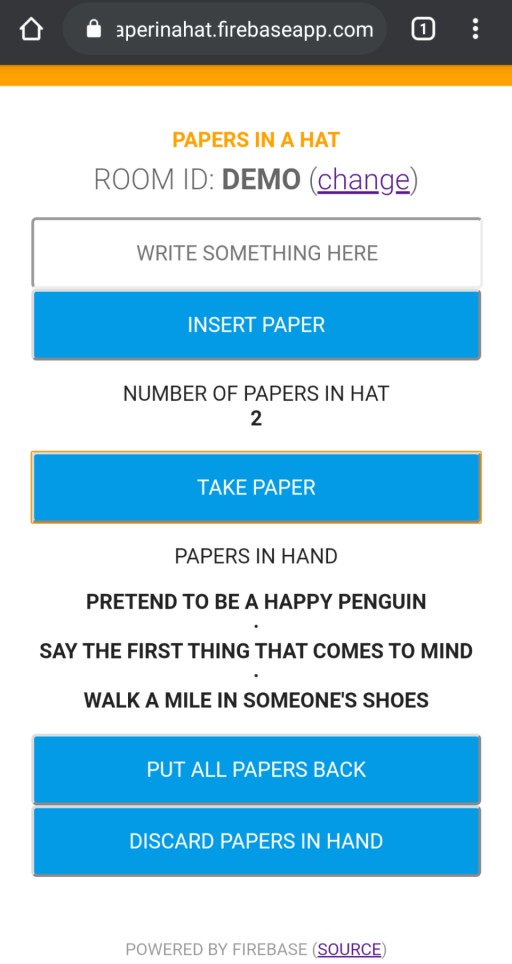 aperinahat.firebaseapp.com 1
PAPERS IN A HAT
ROOM ID: DEMO (change)
WRITE SOMETHING HERE
INSERT PAPER
NUMBER OF PAPERS IN HAT
2
TAKE PAPER
PAPERS IN HAND
PRETEND TO BE A HAPPY PENGUIN
.
SAY THE FIRST THING THAT COMES TO MIND
.
WALK A MILE IN SOMEONE'S SHOES
PUT ALL PAPERS BACK
DISCARD PAPERS IN HAND
POWERED BY FIREBASE (SOURCE)